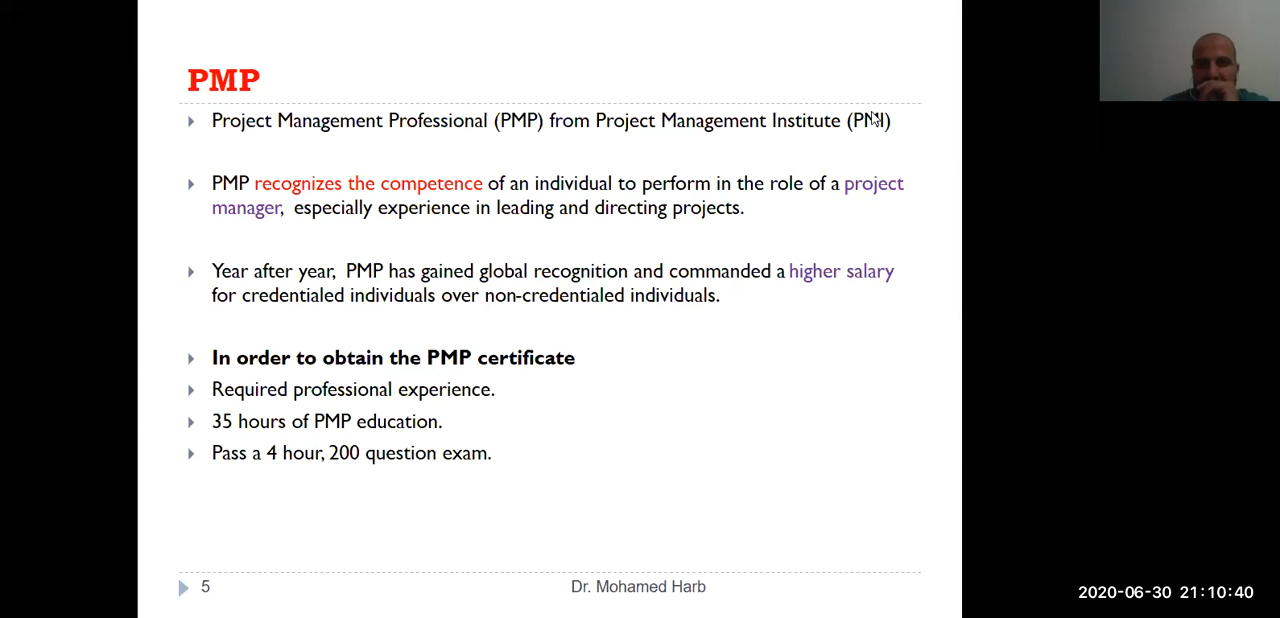 PMP
Project Management Professional (PMP) from Project Management Institute (PMI)
PMP recognizes the competence of an individual to perform in the role of a project
manager, especially experience in leading and directing projects.
Year after year, PMP has gained global recognition and commanded a higher salary
for credentialed individuals over non-credentialed individuals.
In order to obtain the PMP certificate
Required professional experience.
35 hours of PMP education.
Pass a 4 hour, 200 question exam.
5
Dr. Mohamed Harb
2020-06-30 21:10:40